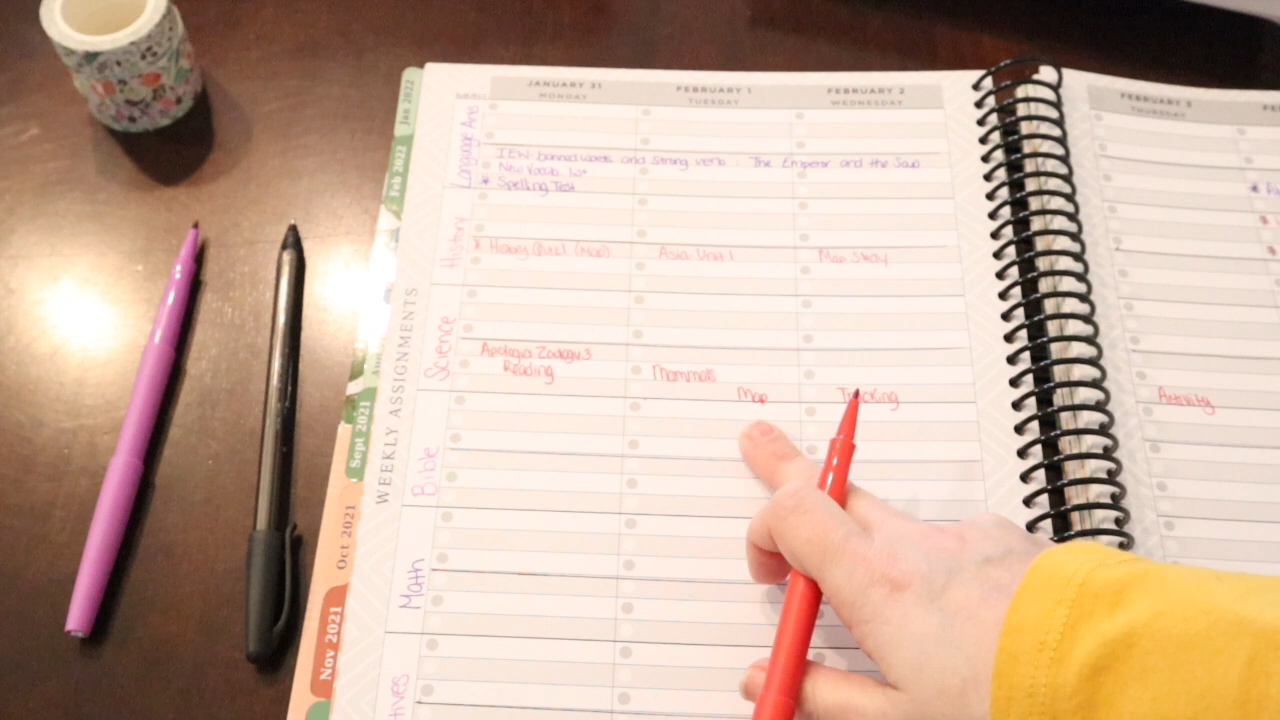 JANUARY 31
MONDAY
FEBRUARY 1
TUESDAY
FEBRUARY 2
WEDNESDAY
FEBRUARY 3
THURSDAY
Jan 2022
Feb 2022
Sept 2021
Oct 2021
Nov 2021
WEEKLY ASSIGNMENTS
Language Arts
IEW banned words and strong verb : The Emperor and the
New Vocab list
* Spelling Test
History
* History Quiz (Map)
Asia: Unit 1
Map Study
Science
Apologia Zoology 3
Reading
Mammals
Map
Tracking
Activity
Bible
Math
tives